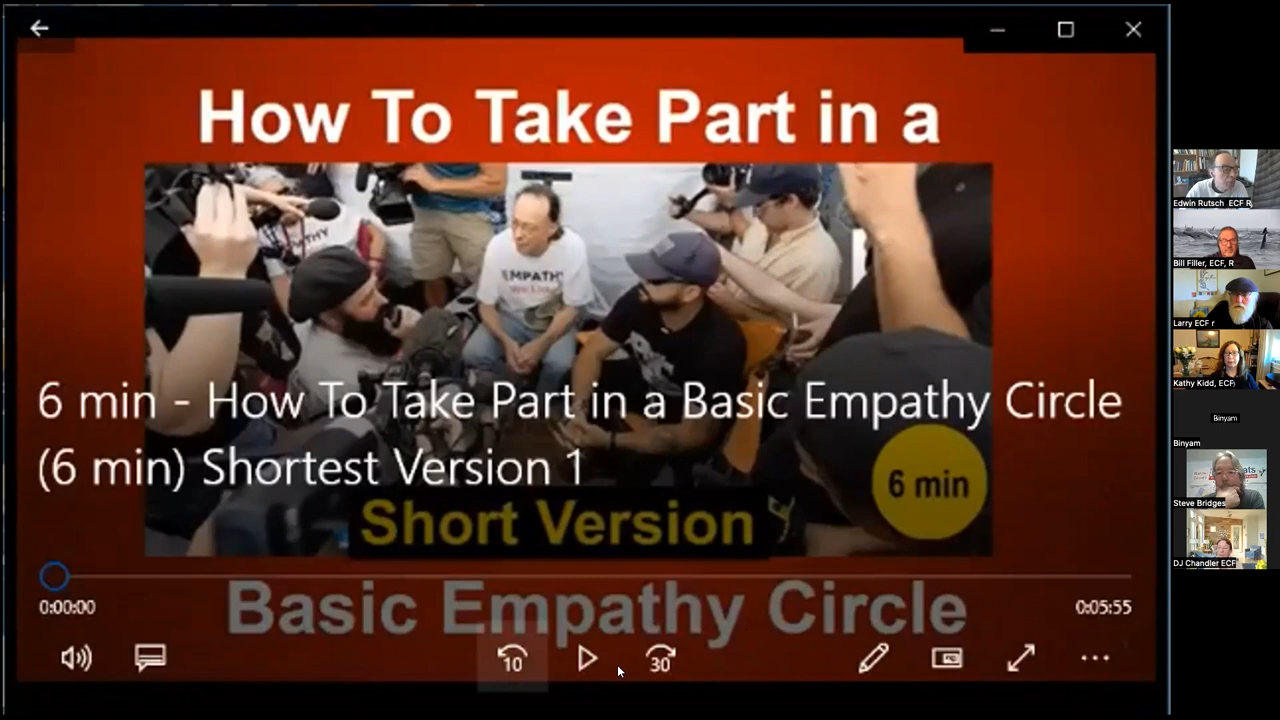 How To Take Part in a
EMPATHY
6 min - How To Take Part in a Basic Empathy Circle
(6 min) Shortest Version 1
6 min
Short Version
0:00:00
0:05:55
Basic Empathy Circle
10
30
Edwin Rutsch ECF R
Bill Filler, ECF, R
Larry ECF r
Kathy Kidd, ECF
Binyam
Binyam
Steve Bridges
DJ Chandler ECF